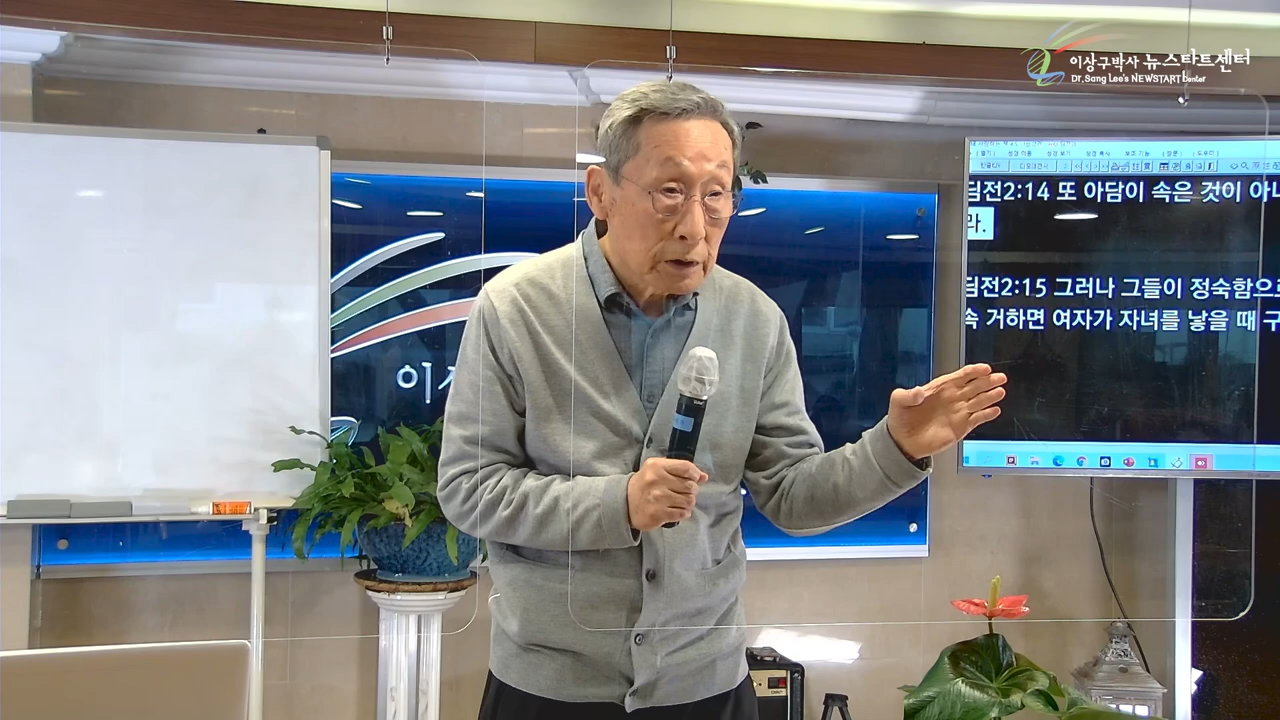 이상구박사 뉴스타트센터
Dr. Sang Lee's NEWSTART Center
딤전2:14 또 아담이 속은 것이 아니
라.
딤전2:15 그러나 그들이 정숙함으로
속 거하면 여자가 자녀를 낳을 때 구
이상